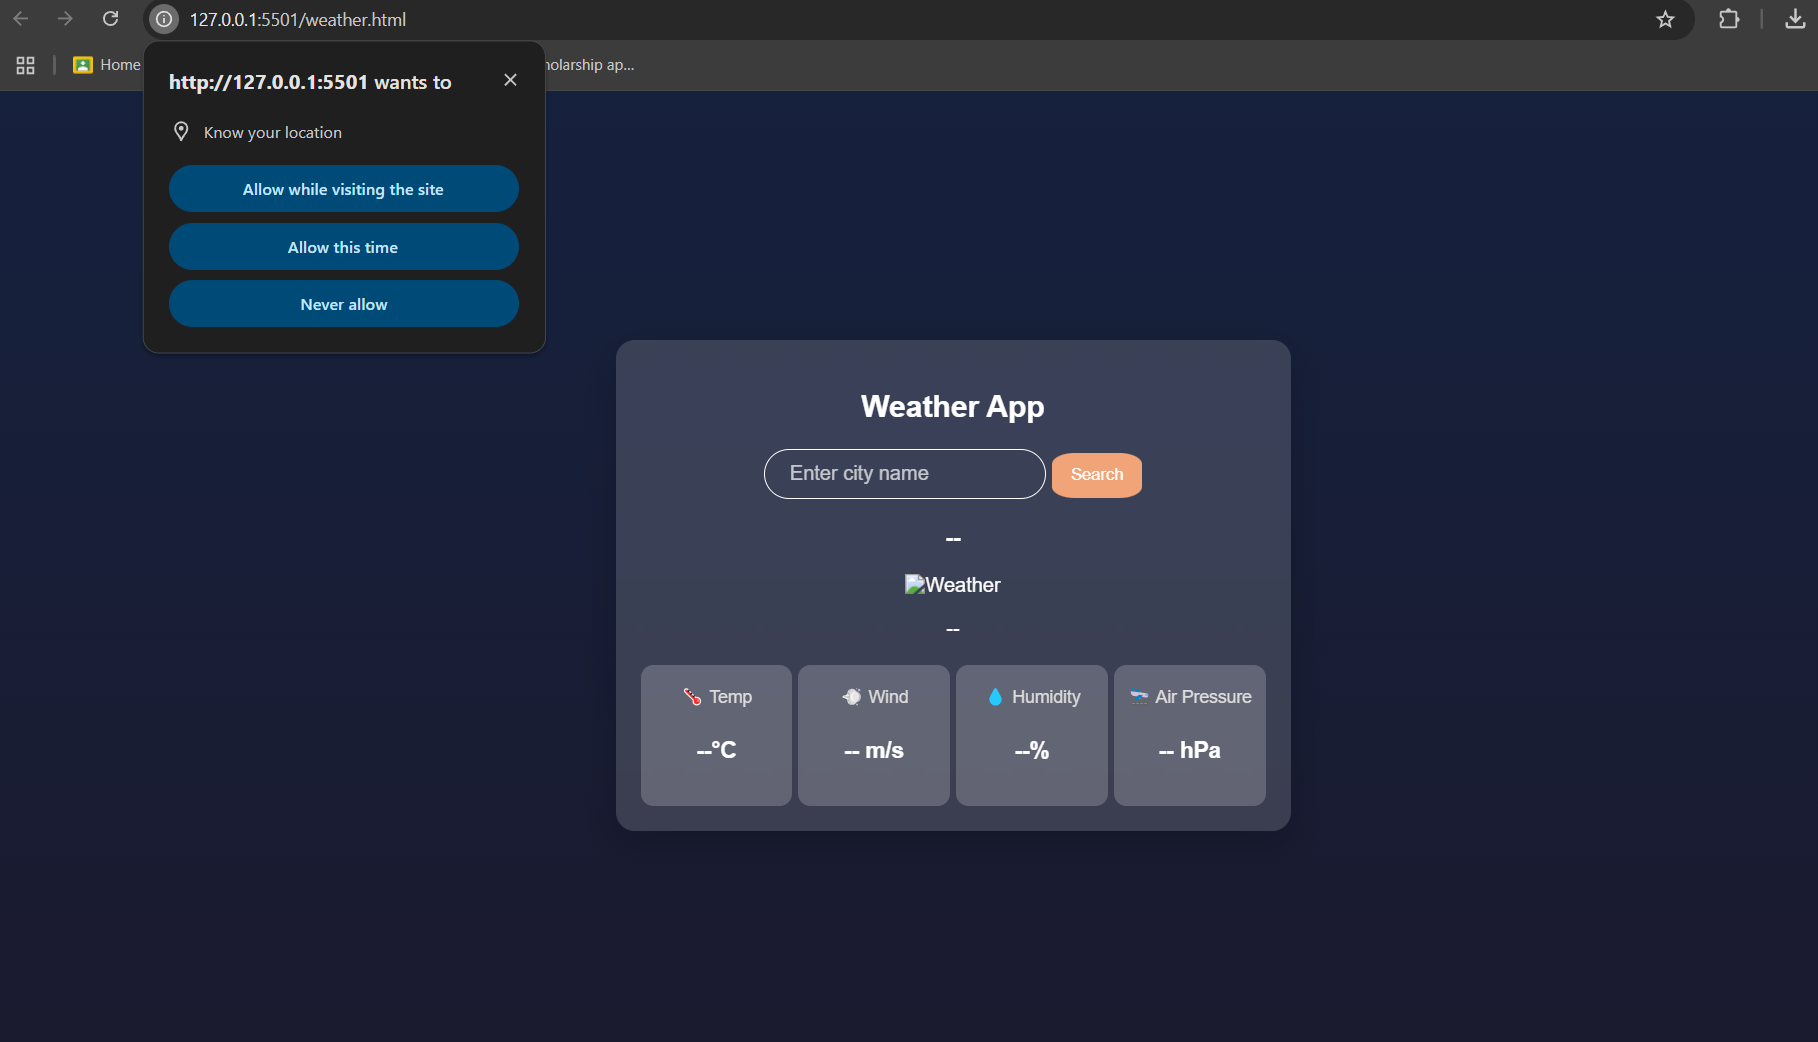 127.0.0.1:5501/weather.html
Home
holarship ap...
http://127.0.0.1:5501 wants to
Know your location
Allow while visiting the site
Allow this time
Never allow
Weather App
Enter city name
Search
--
Weather
--
Temp
Wind
Humidity
Air Pressure
--°C
-- m/s
--%
-- hPa